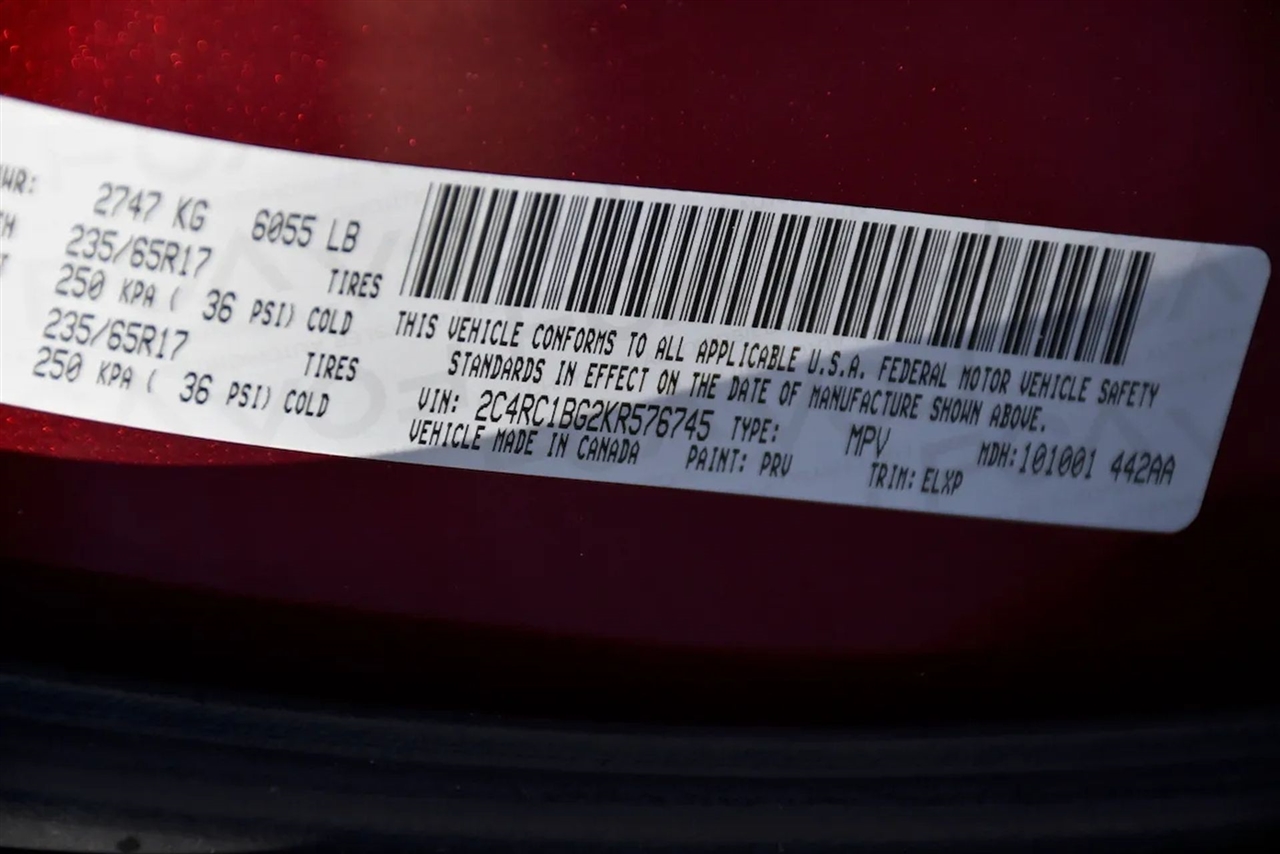 2747 KG 6055 LB
235/65R17 TIRES
250 KPA ( 36 PSI) COLD
235/65R17 TIRES
250 KPA ( 36 PSI) COLD
THIS VEHICLE CONFORMS TO ALL APPLICABLE U.S.A. FEDERAL MOTOR VEHICLE SAFETY
STANDARDS IN EFFECT ON THE DATE OF MANUFACTURE SHOWN ABOVE.
VIN: 2C4RC1BG2KR576745 TYPE: MPV MDH:101001 442AA
VEHICLE MADE IN CANADA PAINT: PRV TRIM: ELXP